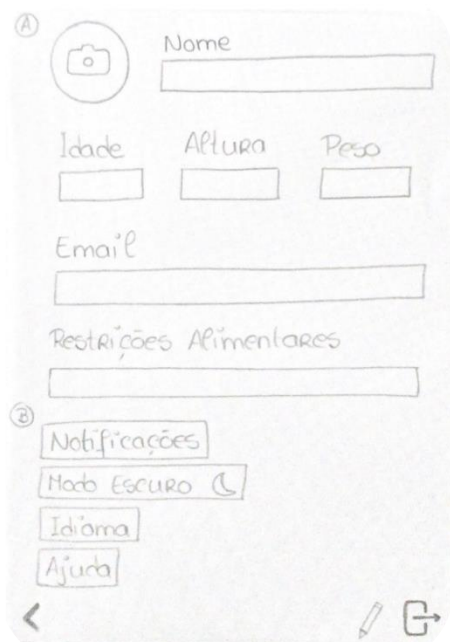 A
Nome
Idade Altura Peso
Email
Restrições Alimentares
B
Notificações
Modo Escuro
Idioma
Ajuda